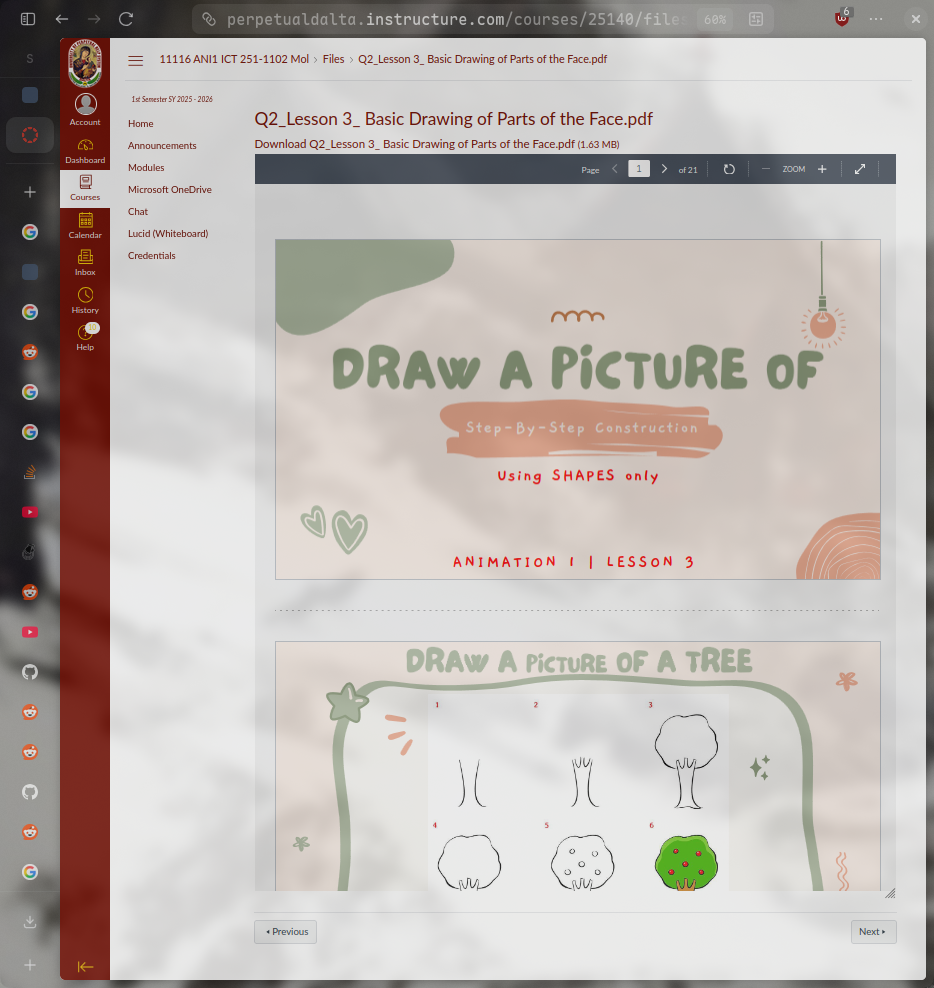 perpetualdalta.instructure.com/courses/25140/files
60%
6
S
11116 ANI1 ICT 251-1102 Mol › Files › Q2_Lesson 3_ Basic Drawing of Parts of the Face.pdf
1st Semester SY 2025 - 2026
Account
Dashboard
Courses
Calendar
Inbox
History
10
Help
Home
Announcements
Modules
Microsoft OneDrive
Chat
Lucid (Whiteboard)
Credentials
Q2_Lesson 3_ Basic Drawing of Parts of the Face.pdf
Download Q2_Lesson 3_ Basic Drawing of Parts of the Face.pdf (1.63 MB)
Page 1 of 21 ZOOM
DRAW A PiCTURE OF
Step-By-Step Construction
Using SHAPES only
ANIMATION 1 | LESSON 3
DRAW A PiCTURE OF A TREE
1 2 3
4 5 6
Previous
Next